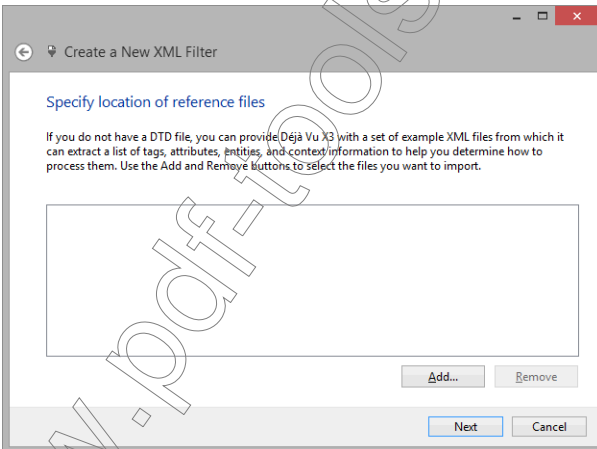 Create a New XML Filter
Specify location of reference files
If you do not have a DTD file, you can provide Déjà Vu X3 with a set of example XML files from which it
can extract a list of tags, attributes, entities, and context information to help you determine how to
process them. Use the Add and Remove buttons to select the files you want to import.
Add... Remove
Next Cancel
w.pdf-tools